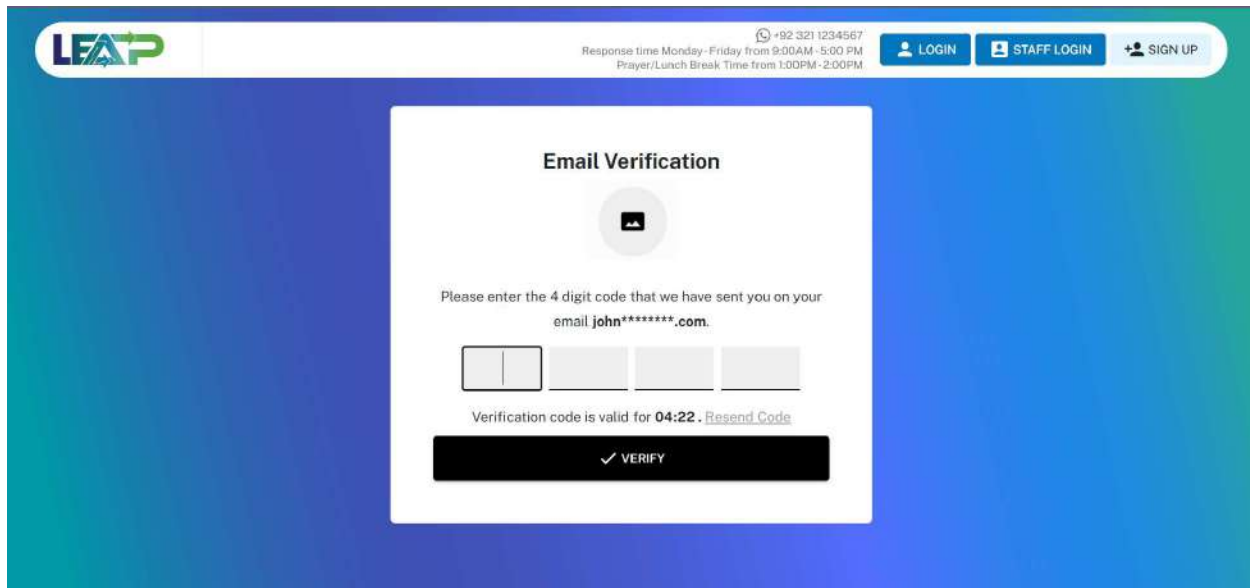 LEAP
+92 321 1234567
Response time Monday-Friday from 9:00AM-5:00 PM
Prayer/Lunch Break Time from 1:00PM-2:00PM
LOGIN
STAFF LOGIN
SIGN UP
Email Verification
Please enter the 4 digit code that we have sent you on your
email john********.com.
Verification code is valid for 04:22 . Resend Code
VERIFY